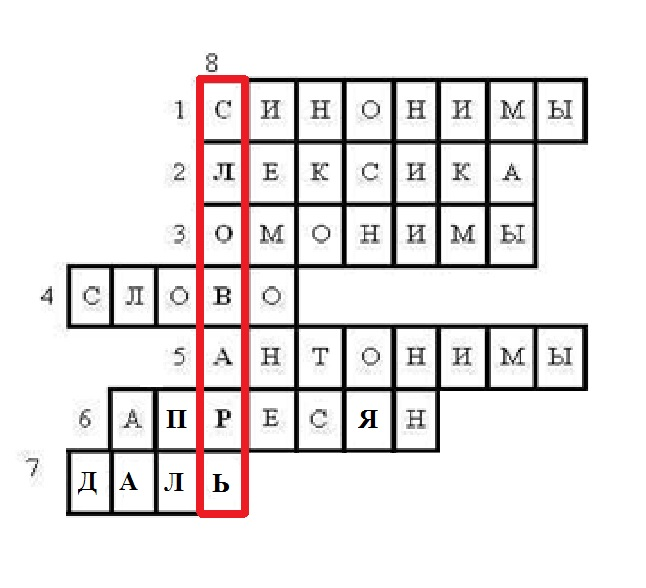 8
1 СИНОНИМЫ
2 ЛЕКСИКА
3 ОМОНИМЫ
4 СЛОВО
5 АНТОНИМЫ
6 АПРЕСЯН
7 ДАЛЬ